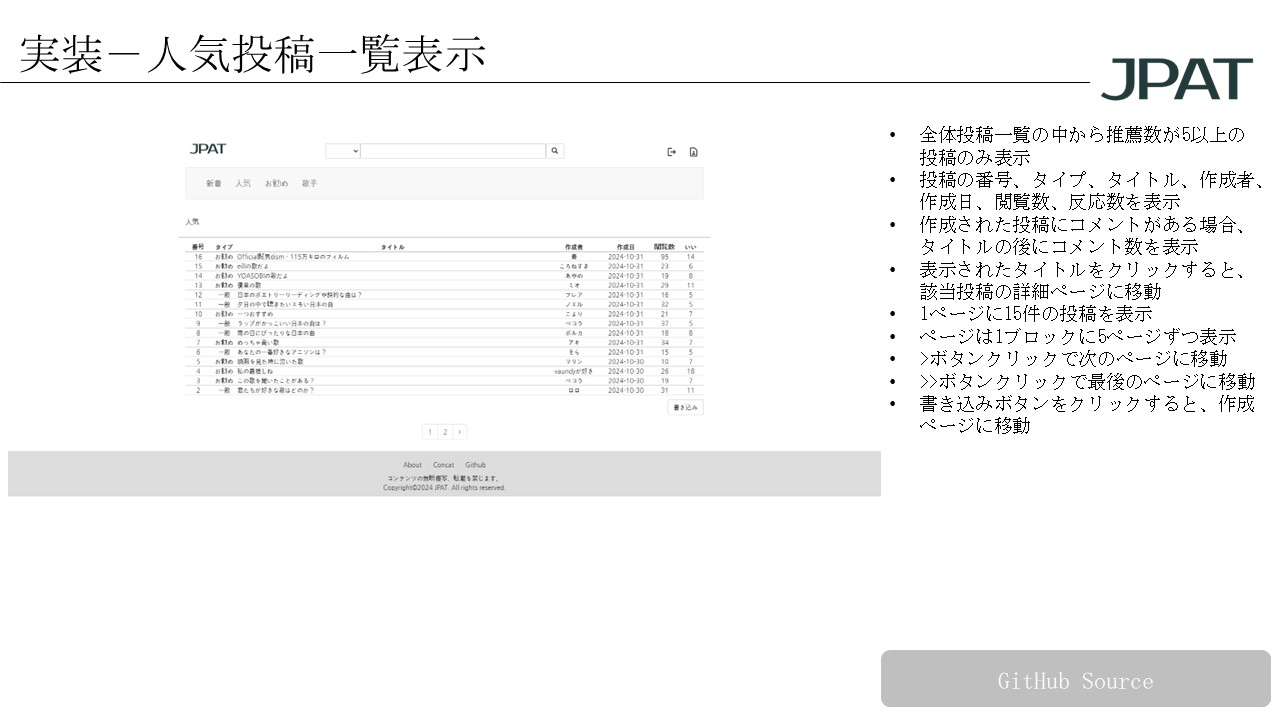 実装－人気投稿一覧表示
JPAT
JPAT
新着 人気 お勧め 歌手
人気
番号 タイプ タイトル 作成者 作成日 閲覧数 いい
16 お勧め Official髭男dism - 115万キロのフィルム 奏 2024-10-31 95 14
15 お勧め eillの歌だよ ころねすき 2024-10-31 23 6
14 お勧め YOASOBIの歌だよ あやめ 2024-10-31 19 8
13 お勧め 優里の歌 ミオ 2024-10-31 29 11
12 一般 日本のポエトリーリーディングや詩的な曲は？ フレア 2024-10-31 16 5
11 一般 夕日の中で聴きたいエモい日本の曲 ノエル 2024-10-31 32 5
10 お勧め 一つおすすめ こより 2024-10-31 21 7
9 一般 ラップがかっこいい日本の曲は？ ペコラ 2024-10-31 37 5
8 一般 雨の日にぴったりな日本の曲 ポルカ 2024-10-31 18 8
7 お勧め めっちゃ良い歌 アキ 2024-10-31 34 7
6 一般 あなたの一番好きなアニソンは？ そら 2024-10-31 15 5
5 お勧め 映画を見た時に泣いた歌 マリン 2024-10-30 10 7
4 お勧め 私の最推しね vaundyが好き 2024-10-30 26 18
3 お勧め この歌を聞いたことがある？ ペコラ 2024-10-30 19 7
2 一般 君たちが好きな歌はどのか？ ロロ 2024-10-30 31 11
書き込み
1 2 ›
About Concat Github
コンテンツの無断複写、転載を禁じます。
Copyright©2024 JPAT. All rights reserved.
• 全体投稿一覧の中から推薦数が5以上の
投稿のみ表示
• 投稿の番号、タイプ、タイトル、作成者、
作成日、閲覧数、反応数を表示
• 作成された投稿にコメントがある場合、
タイトルの後にコメント数を表示
• 表示されたタイトルをクリックすると、
該当投稿の詳細ページに移動
• 1ページに15件の投稿を表示
• ページは1ブロックに5ページずつ表示
• >ボタンクリックで次のページに移動
• >>ボタンクリックで最後のページに移動
• 書き込みボタンをクリックすると、作成
ページに移動
GitHub Source